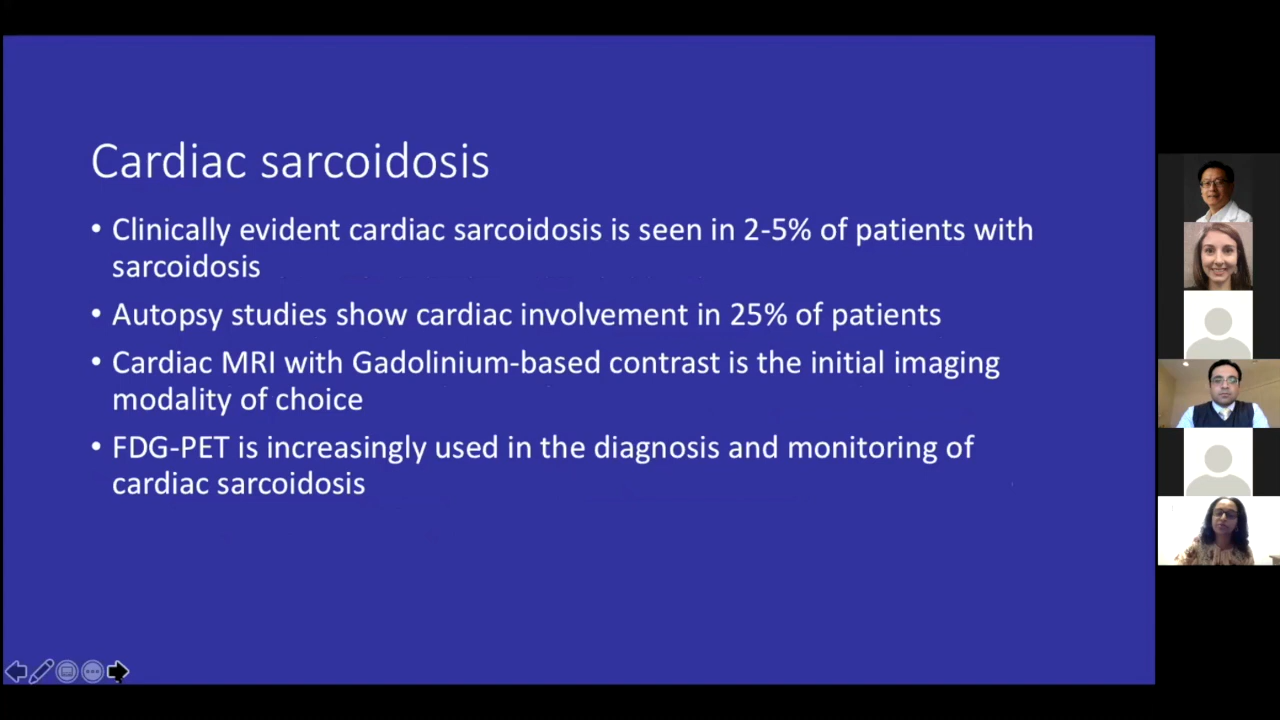 Cardiac sarcoidosis
• Clinically evident cardiac sarcoidosis is seen in 2-5% of patients with
sarcoidosis
• Autopsy studies show cardiac involvement in 25% of patients
• Cardiac MRI with Gadolinium-based contrast is the initial imaging
modality of choice
• FDG-PET is increasingly used in the diagnosis and monitoring of
cardiac sarcoidosis